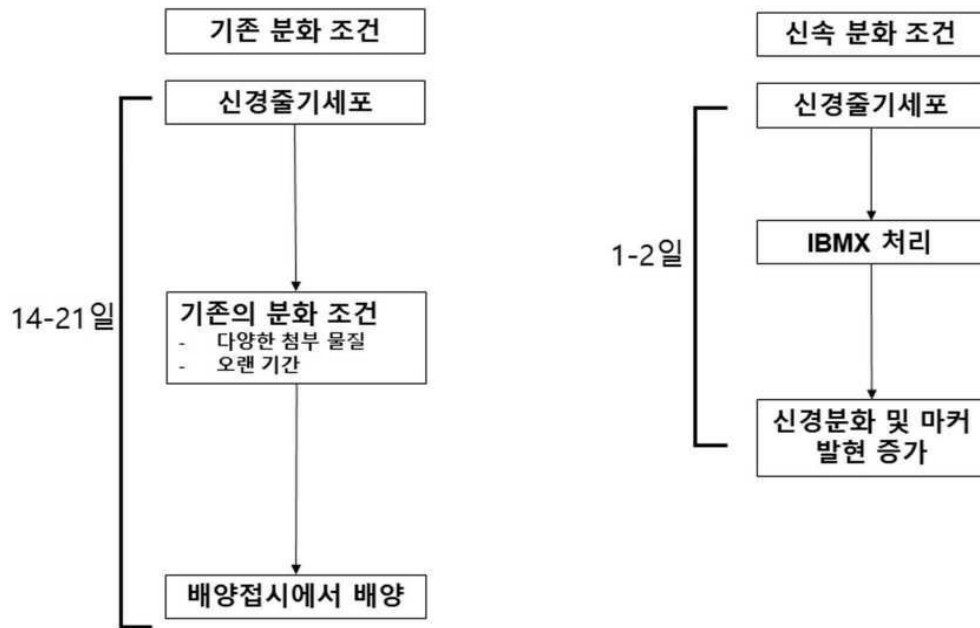 기존 분화 조건
신경줄기세포
14-21일
기존의 분화 조건
- 다양한 첨부 물질
- 오랜 기간
배양접시에서 배양
신속 분화 조건
신경줄기세포
1-2일
IBMX 처리
신경분화 및 마커
발현 증가